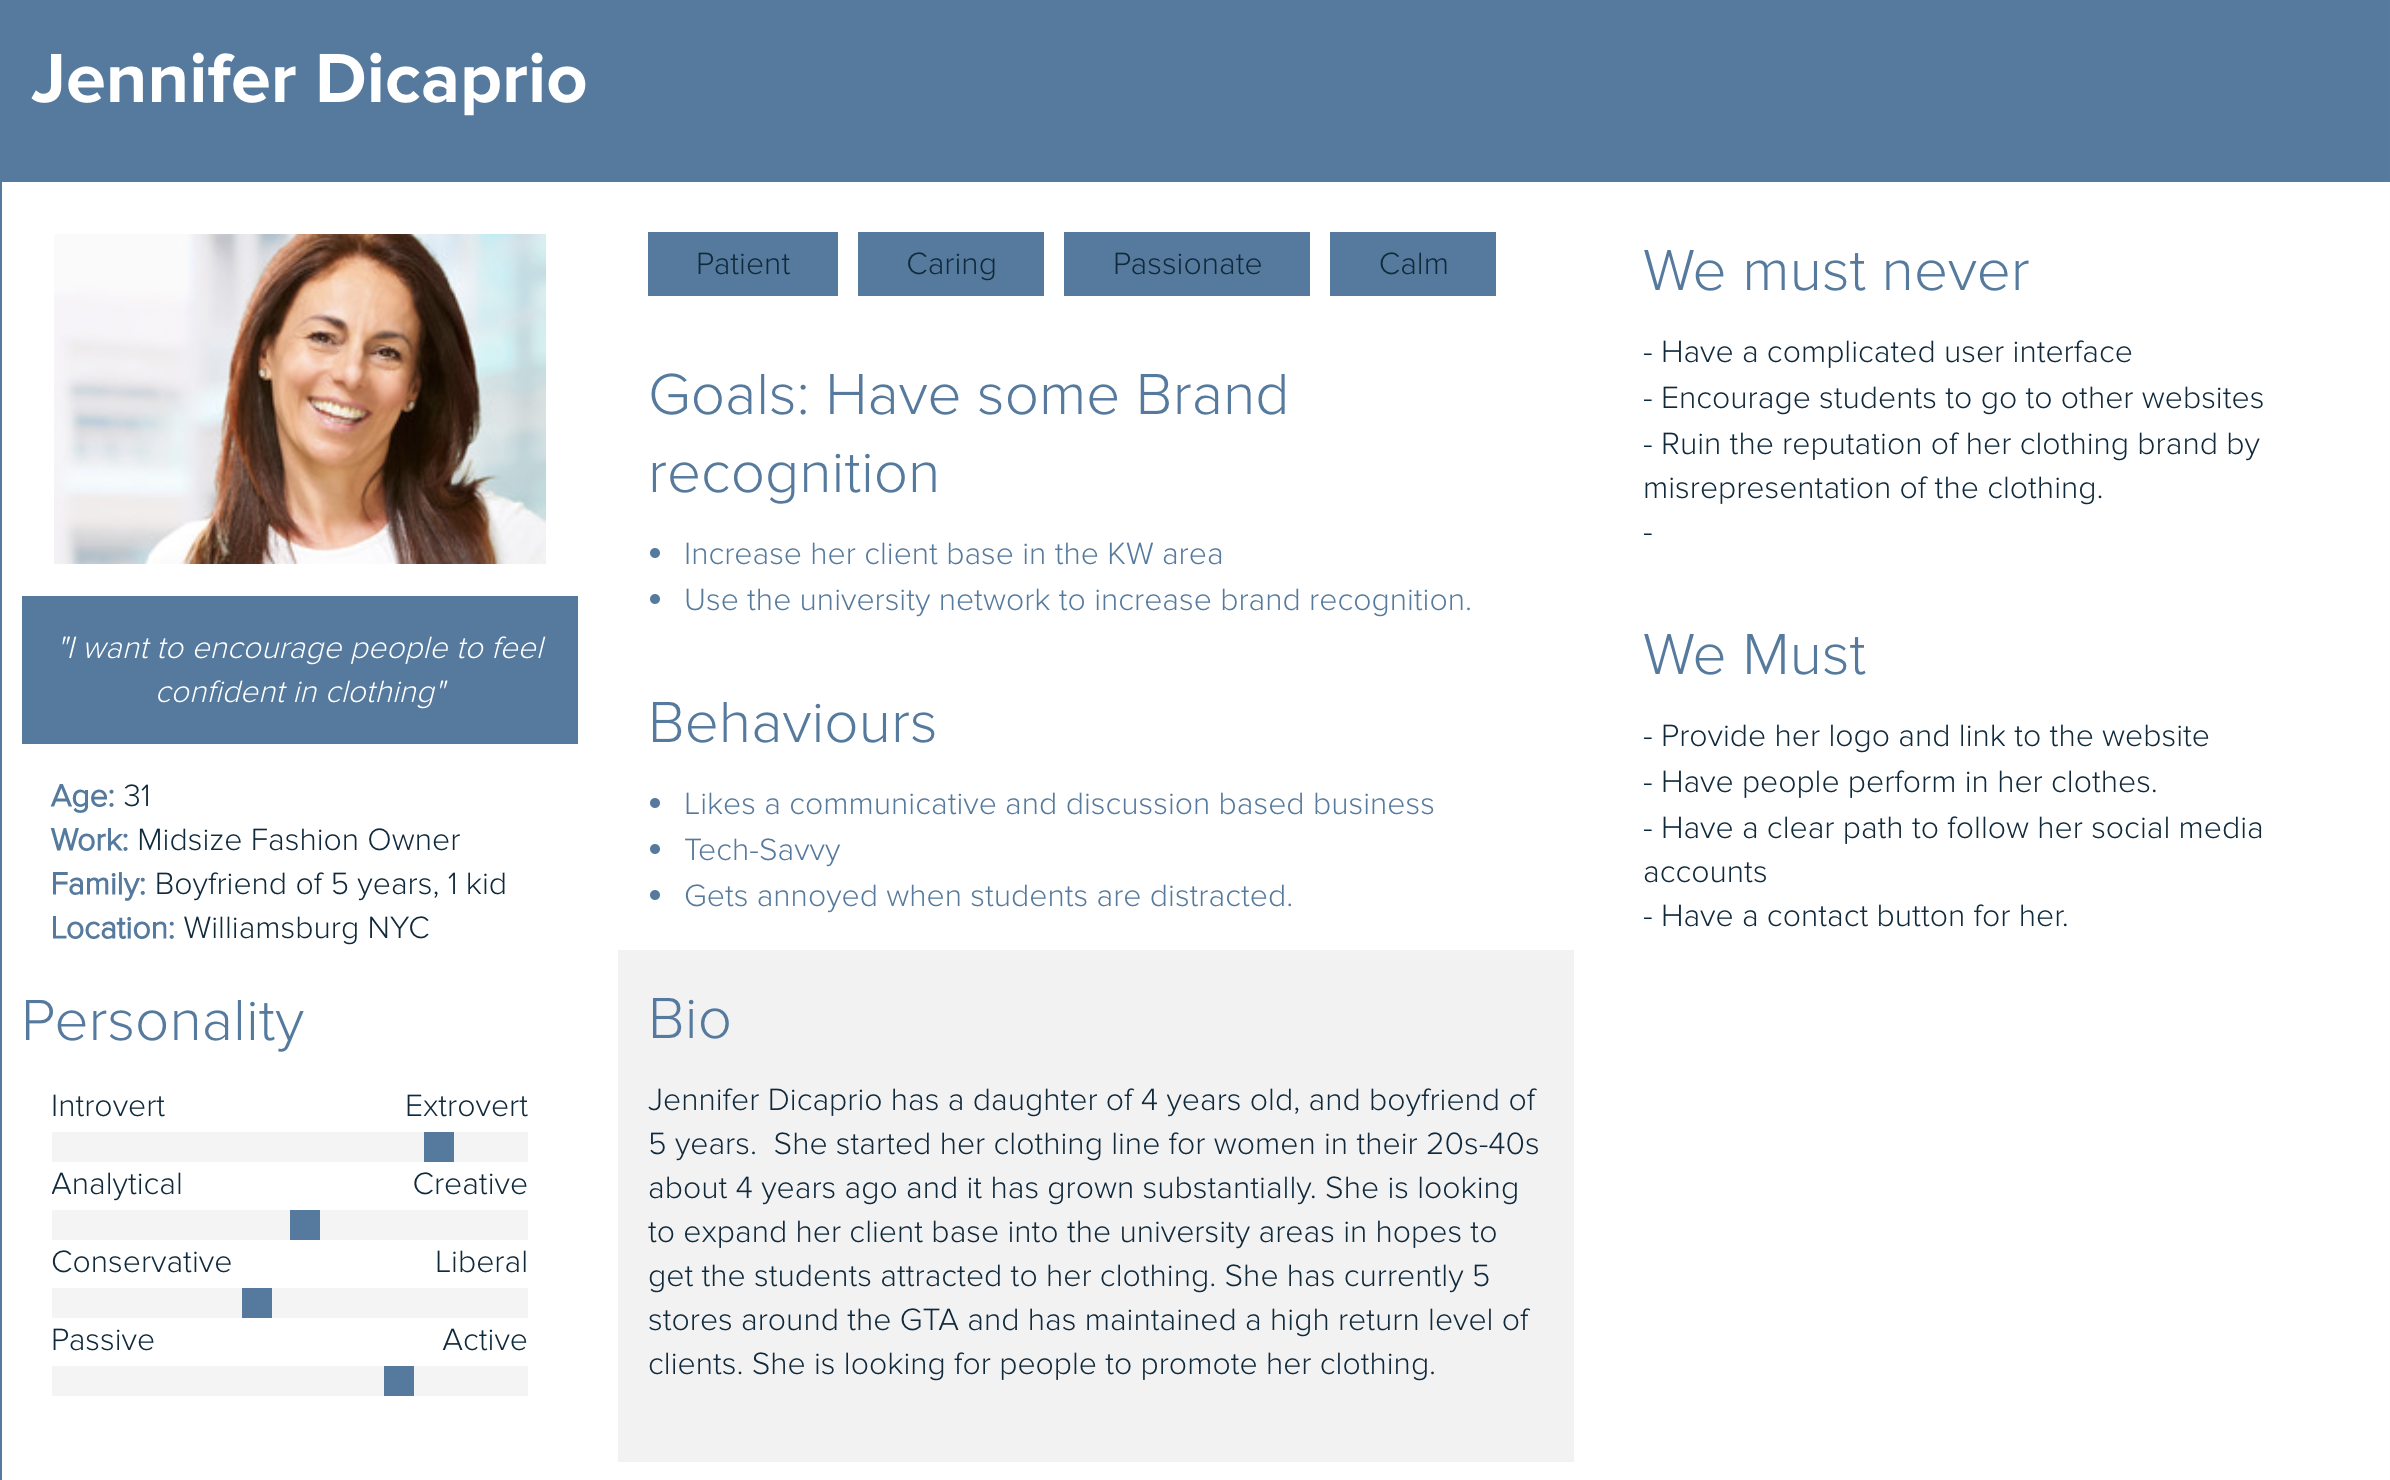 Jennifer Dicaprio
"I want to encourage people to feel
confident in clothing"
Age: 31
Work: Midsize Fashion Owner
Family: Boyfriend of 5 years, 1 kid
Location: Williamsburg NYC
Personality
Introvert Extrovert
Analytical Creative
Conservative Liberal
Passive Active
Patient Caring Passionate Calm
Goals: Have some Brand
recognition
• Increase her client base in the KW area
• Use the university network to increase brand recognition.
Behaviours
• Likes a communicative and discussion based business
• Tech-Savvy
• Gets annoyed when students are distracted.
Bio
Jennifer Dicaprio has a daughter of 4 years old, and boyfriend of
5 years.  She started her clothing line for women in their 20s-40s
about 4 years ago and it has grown substantially. She is looking
to expand her client base into the university areas in hopes to
get the students attracted to her clothing. She has currently 5
stores around the GTA and has maintained a high return level of
clients. She is looking for people to promote her clothing.
We must never
- Have a complicated user interface
- Encourage students to go to other websites
- Ruin the reputation of her clothing brand by
misrepresentation of the clothing.
-
We Must
- Provide her logo and link to the website
- Have people perform in her clothes.
- Have a clear path to follow her social media
accounts
- Have a contact button for her.